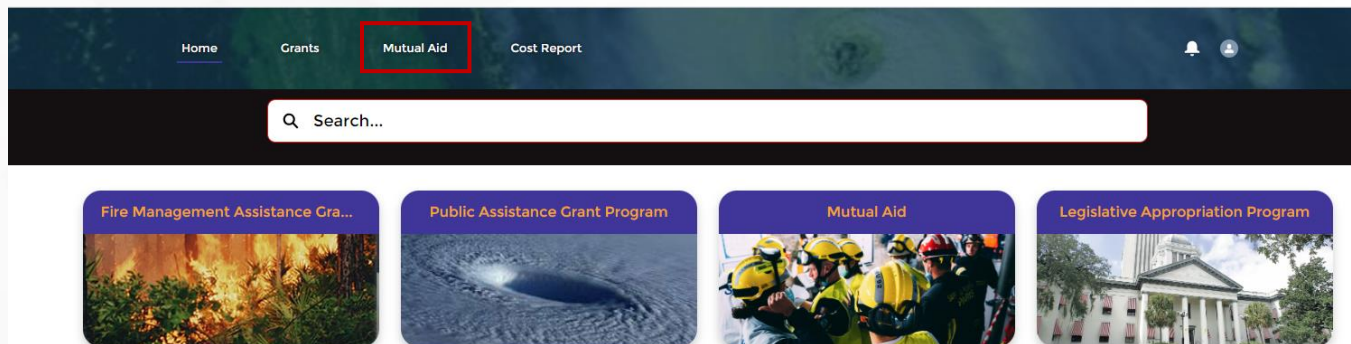 Home Grants Mutual Aid Cost Report
Search...
Fire Management Assistance Gra... Public Assistance Grant Program Mutual Aid Legislative Appropriation Program